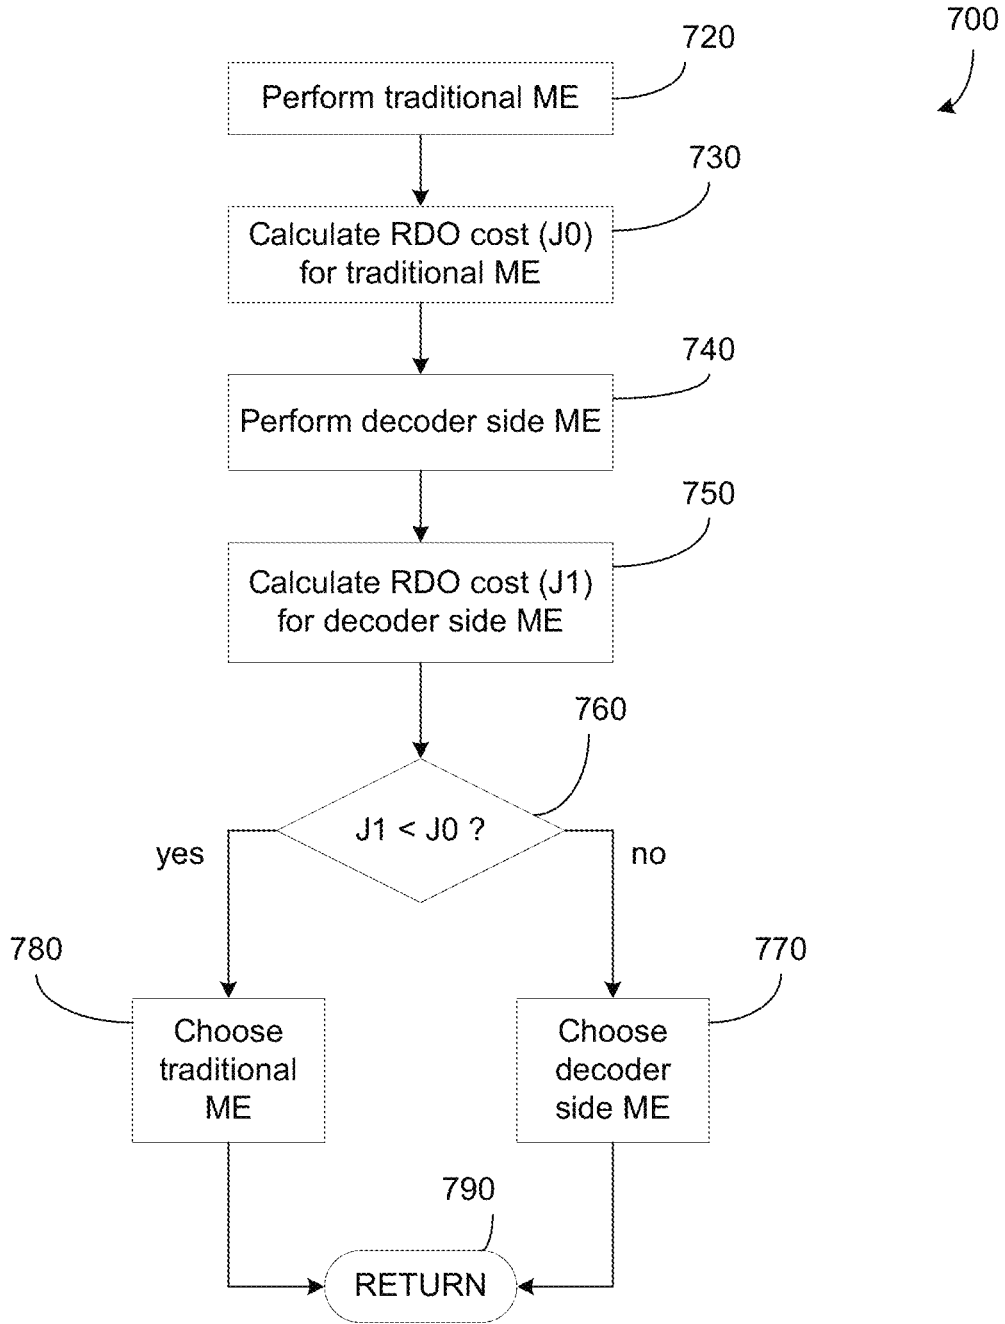 700
720
Perform traditional ME
730
Calculate RDO cost (J0)
for traditional ME
740
Perform decoder side ME
750
Calculate RDO cost (J1)
for decoder side ME
760
J1 < J0 ?
yes
no
780
770
Choose
traditional
ME
Choose
decoder
side ME
790
RETURN